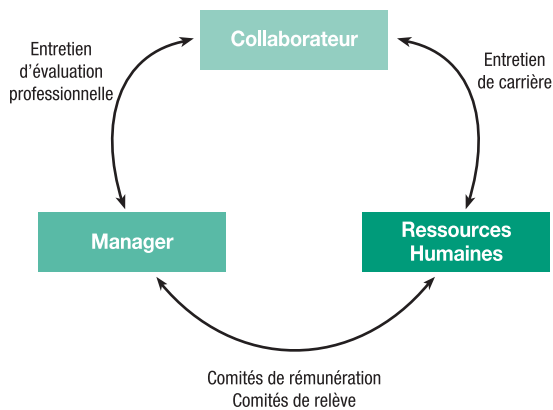 Collaborateur
Entretien
d'évaluation
professionnelle
Entretien
de carrière
Manager
Ressources
Humaines
Comités de rémunération
Comités de relève